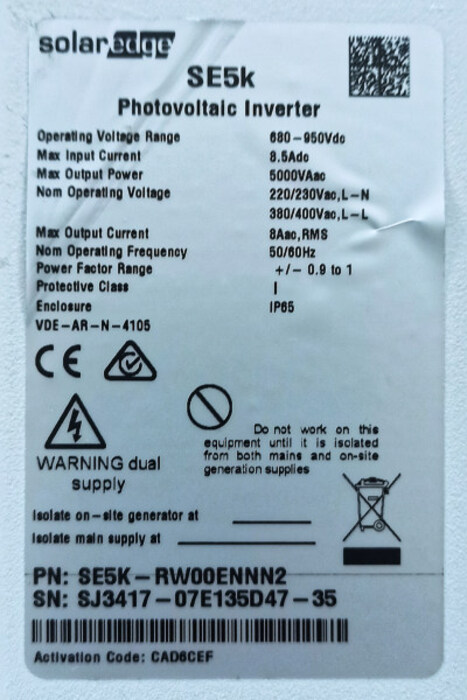 solaredge
SE5k
Photovoltaic Inverter
Operating Voltage Range 680-950Vdc
Max Input Current 8.5Adc
Max Output Power 5000VAac
Nom Operating Voltage 220/230Vac,L-N
380/400Vac,L-L
Max Output Current 8Aac,RMS
Nom Operating Frequency 50/60Hz
Power Factor Range +/- 0.9 to 1
Protective Class I
Enclosure IP65
VDE-AR-N-4105
CE
WARNING dual
supply
Do not work on this
equipment until it is isolated
from both mains and on-site
generation supplies
Isolate on-site generator at
Isolate main supply at
PN: SE5K-RW00ENNN2
SN: SJ3417-07E135D47-35
Activation Code: CAD6CEF